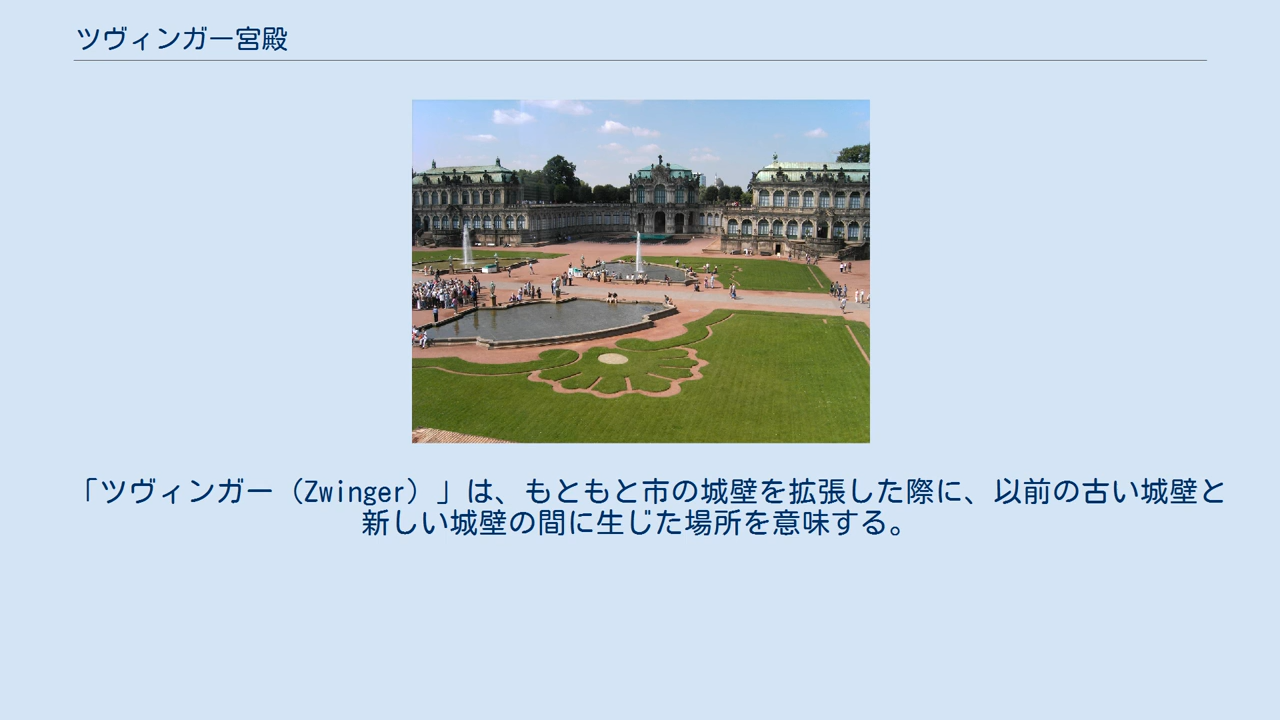 ツヴィンガー宮殿
「ツヴィンガー（Zwinger）」は、もともと市の城壁を拡張した際に、以前の古い城壁と
新しい城壁の間に生じた場所を意味する。